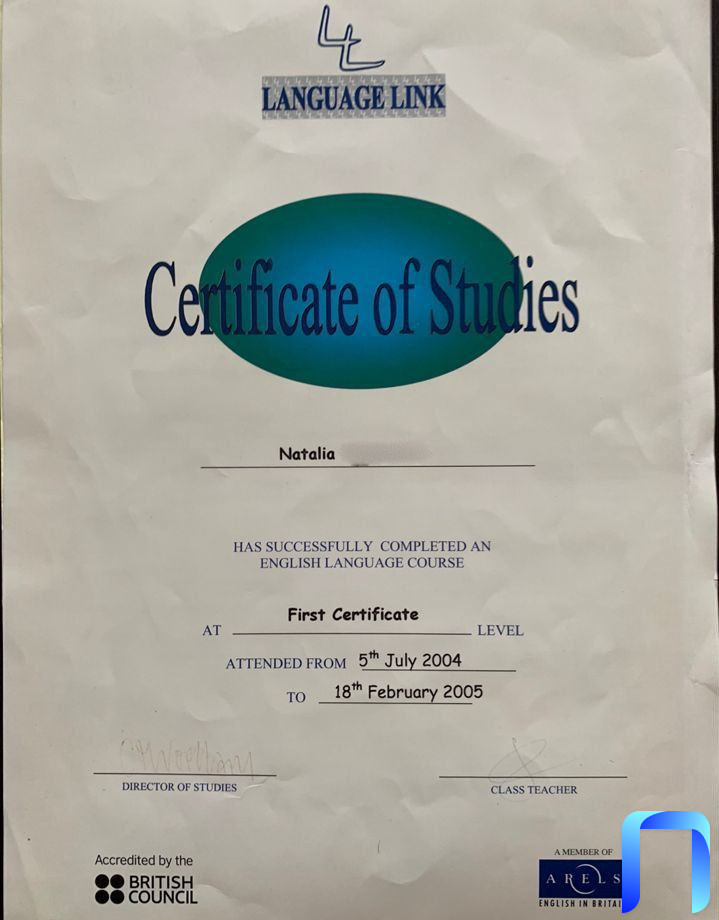 LANGUAGE LINK
Certificate of Studies
Natalia
HAS SUCCESSFULLY COMPLETED AN
ENGLISH LANGUAGE COURSE
First Certificate
AT LEVEL
ATTENDED FROM 5th July 2004
TO 18th February 2005
DIRECTOR OF STUDIES
CLASS TEACHER
Accredited by the
BRITISH
COUNCIL
A MEMBER OF
ARELS
ENGLISH IN